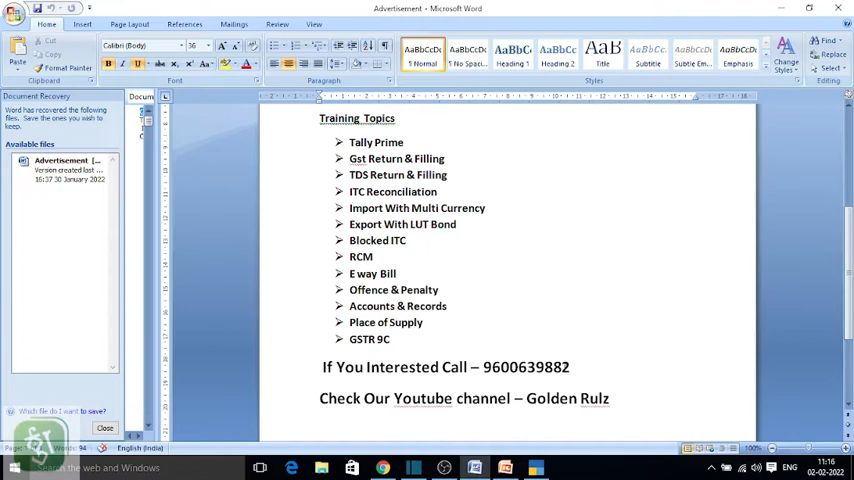 Advertisement - Microsoft Word
Home Insert Page Layout References Mailings Review View
Cut
Copy
Format Painter
Paste
Clipboard
Calibri (Body) 36
Font
Paragraph
AaBbCcDc AaBbCcDc AaBbC AaBbCc AaB AaBbCc. AaBbCcDc AaBbCcDc
¶ Normal ¶ No Spaci... Heading 1 Heading 2 Title Subtitle Subtle Em... Emphasis
Change Styles
Styles
Find
Replace
Select
Editing
Document Recovery
Word has recovered the following files. Save the ones you wish to keep.
Available files
Advertisement [...
Version created last ...
16:37 30 January 2022
Which file do I want to save?
Close
Docum
Training Topics
Tally Prime
Gst Return & Filling
TDS Return & Filling
ITC Reconciliation
Import With Multi Currency
Export With LUT Bond
Blocked ITC
RCM
E way Bill
Offence & Penalty
Accounts & Records
Place of Supply
GSTR 9C
If You Interested Call – 9600639882
Check Our Youtube channel – Golden Rulz
Words: 94 English (India) 100%
Search the web and Windows
ENG
11:16
02-02-2022